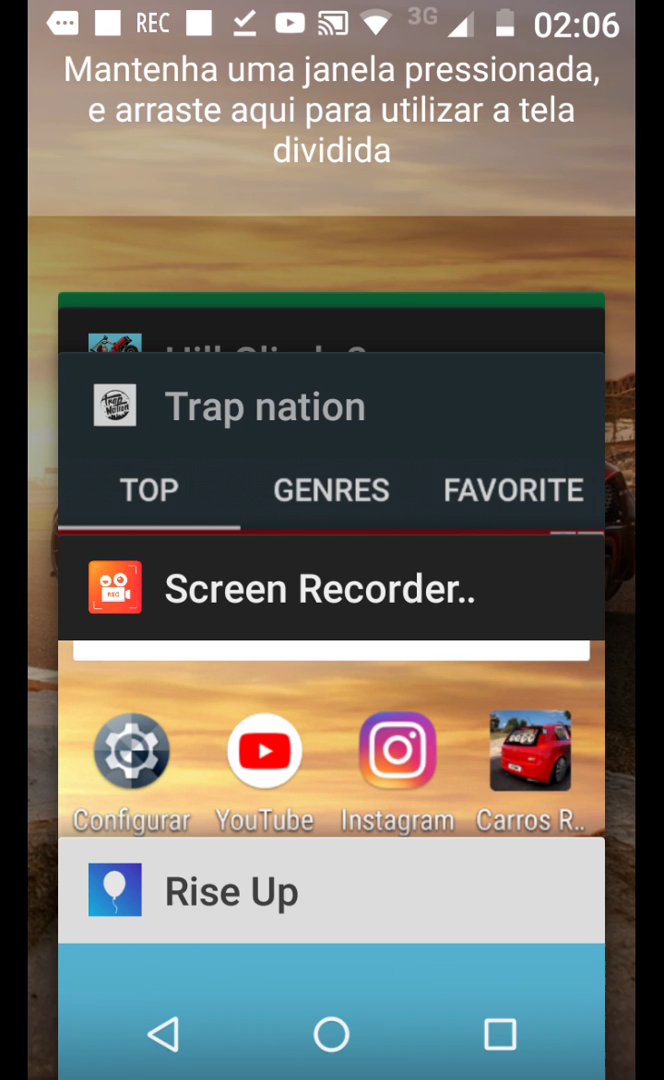 REC 3G 02:06
Mantenha uma janela pressionada,
e arraste aqui para utilizar a tela
dividida
Trap nation
TOP GENRES FAVORITE
Screen Recorder..
Configurar YouTube Instagram Carros R..
Rise Up